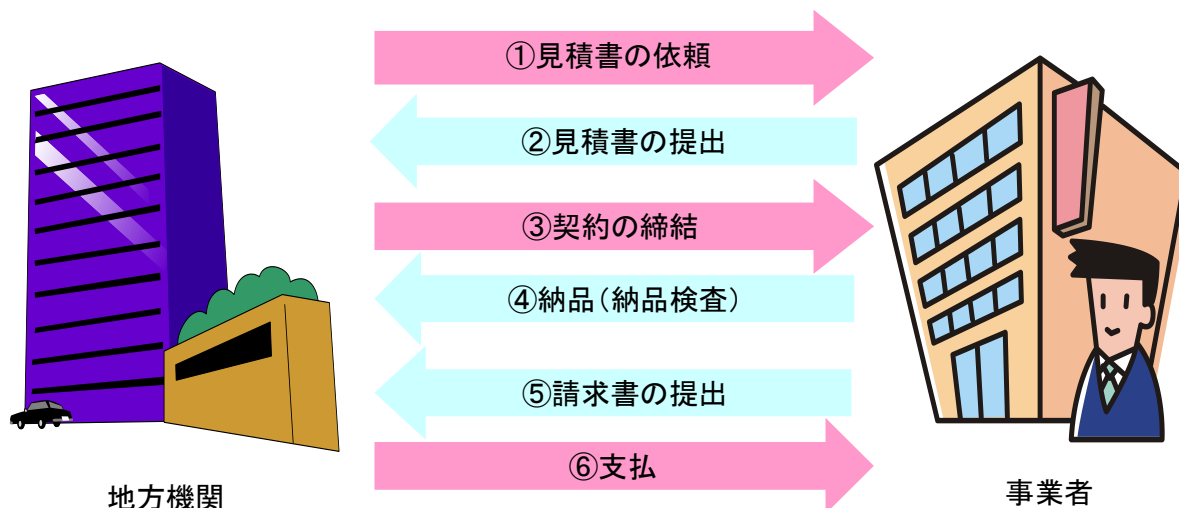 ①見積書の依頼
②見積書の提出
③契約の締結
④納品（納品検査）
⑤請求書の提出
⑥支払
地方機関
事業者